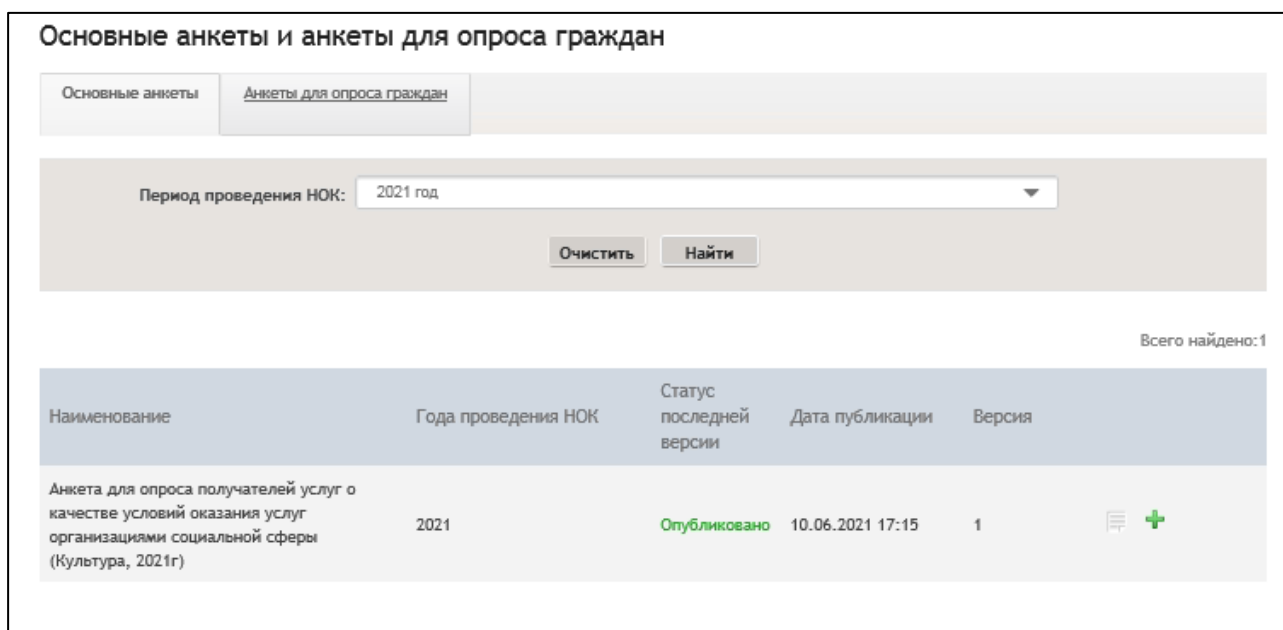 Основные анкеты и анкеты для опроса граждан
Основные анкеты
Анкеты для опроса граждан
Период проведения НОК:
2021 год
Очистить
Найти
Всего найдено:1
Наименование
Года проведения НОК
Статус
последней
версии
Дата публикации
Версия
Анкета для опроса получателей услуг о
качестве условий оказания услуг
организациями социальной сферы
(Культура, 2021г)
2021
Опубликовано
10.06.2021 17:15
1